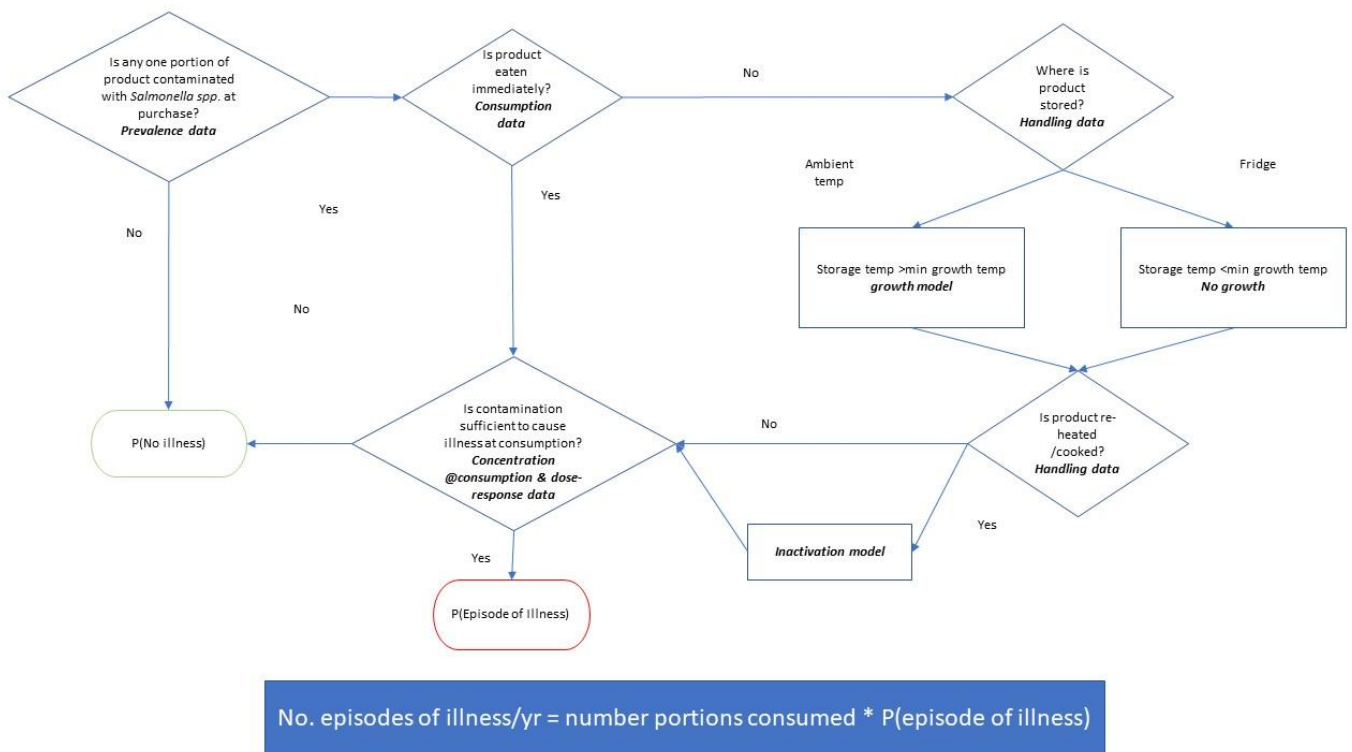 Is any one portion of
product contaminated
with Salmonella spp. at
purchase?
Prevalence data
Is product
eaten
immediately?
Consumption
data
No
Where is
product
stored?
Handling data
Ambient
temp
Fridge
No
Yes
Yes
Storage temp >min growth temp
growth model
Storage temp <min growth temp
No growth
No
Is contamination
sufficient to cause
illness at consumption?
Concentration
@consumption & dose-
response data
No
Is product re-
heated
/cooked?
Handling data
P(No illness)
Yes
Inactivation model
Yes
P(Episode of Illness)
No. episodes of illness/yr = number portions consumed * P(episode of illness)